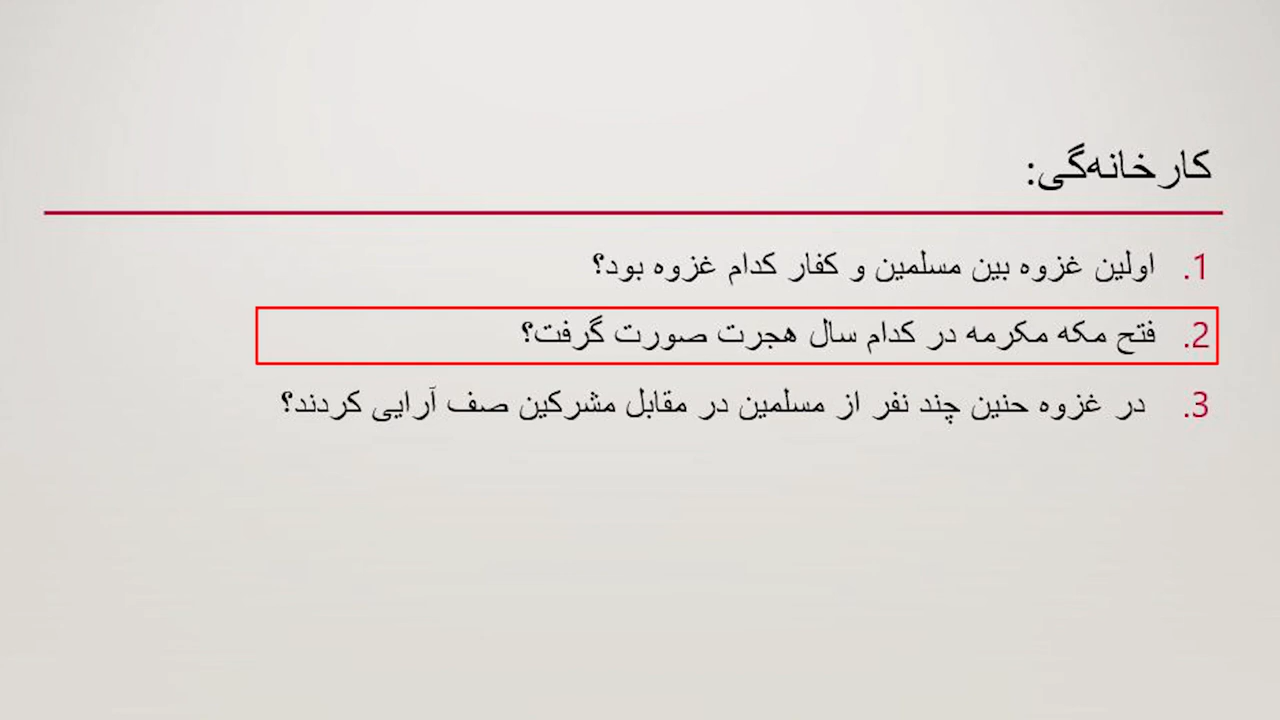 کارخانه‌گی:
1. اولین غزوه بین مسلمین و کفار کدام غزوه بود؟
2. فتح مکه مکرمه در کدام سال هجرت صورت گرفت؟
3. در غزوه حنین چند نفر از مسلمین در مقابل مشرکین صف آرایی کردند؟